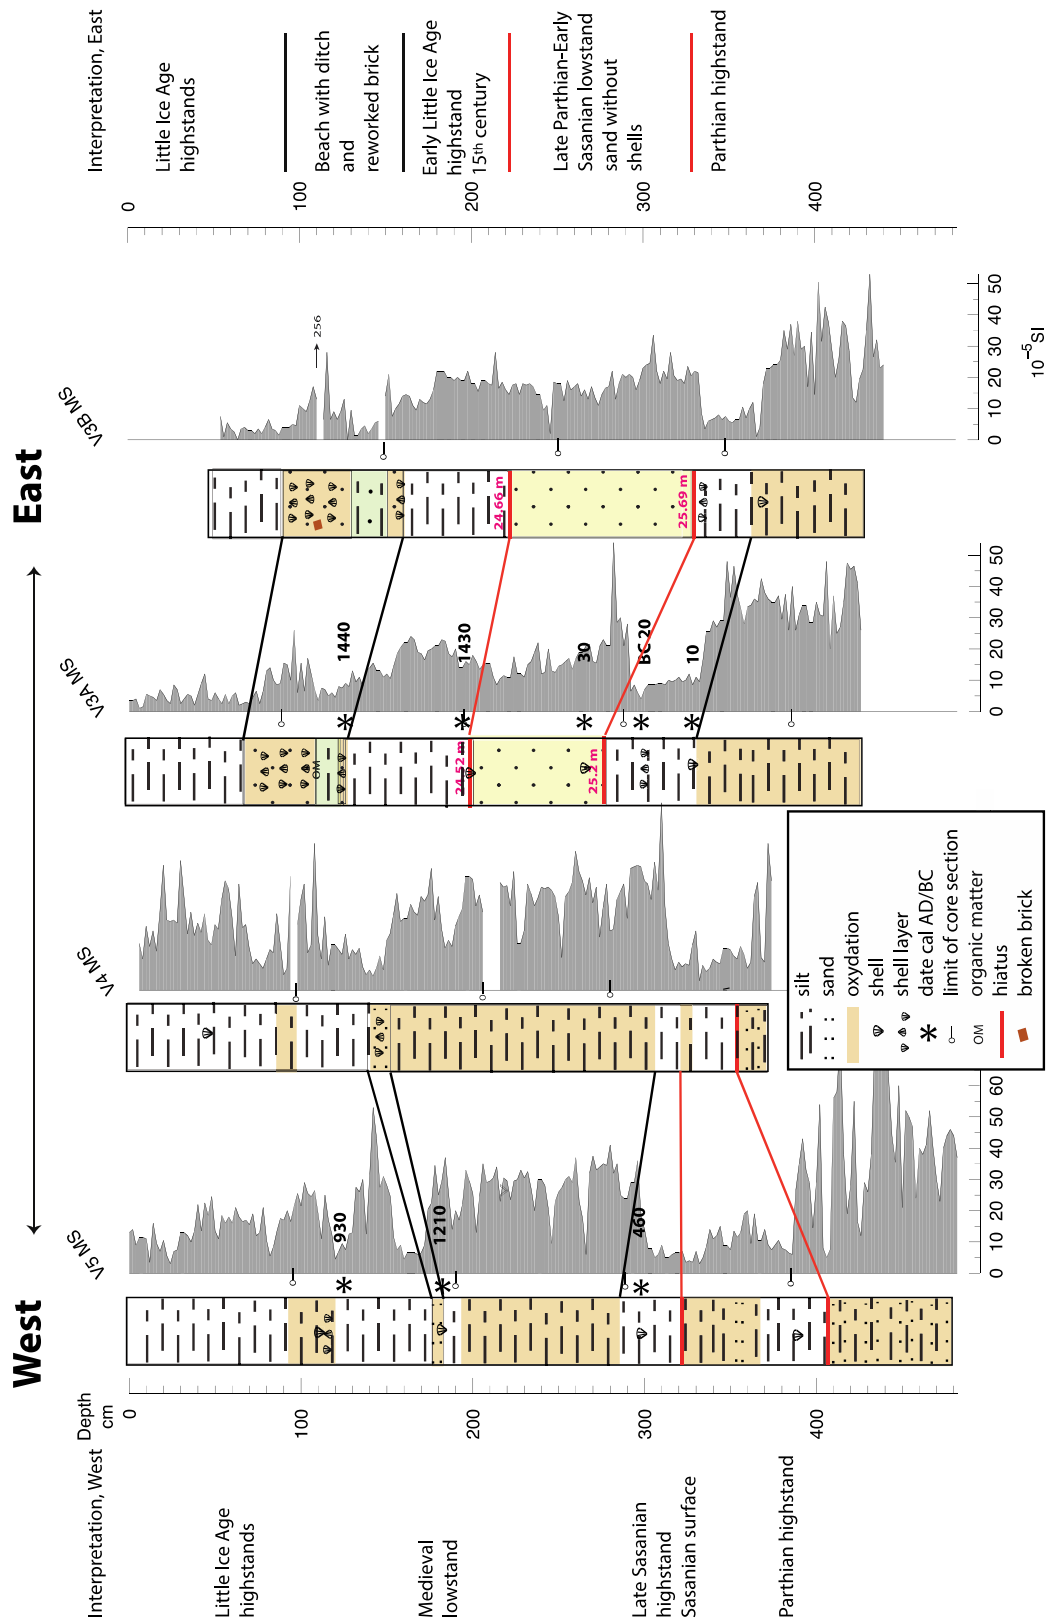 West
East
Interpretation, West
Little Ice Age
highstands
Medieval
lowstand
Late Sasanian
highstand
Sasanian surface
Parthian highstand
Depth
cm
0
100
200
300
400
V5 MS
930
1210
460
0
10
20
30
40
50
60
V4 MS
V3A MS
OM
24.52 m
25.2 m
1440
1430
30
BC 20
10
0
10
20
30
40
50
V3B MS
24.66 m
25.69 m
256
0
10
20
30
40
50
10⁻⁵ SI
0
100
200
300
400
Interpretation, East
Little Ice Age
highstands
Beach with ditch
and
reworked brick
Early Little Ice Age
highstand
15th century
Late Parthian-Early
Sasanian lowstand
sand without
shells
Parthian highstand
silt
sand
oxydation
shell
shell layer
date cal AD/BC
limit of core section
OM organic matter
hiatus
broken brick